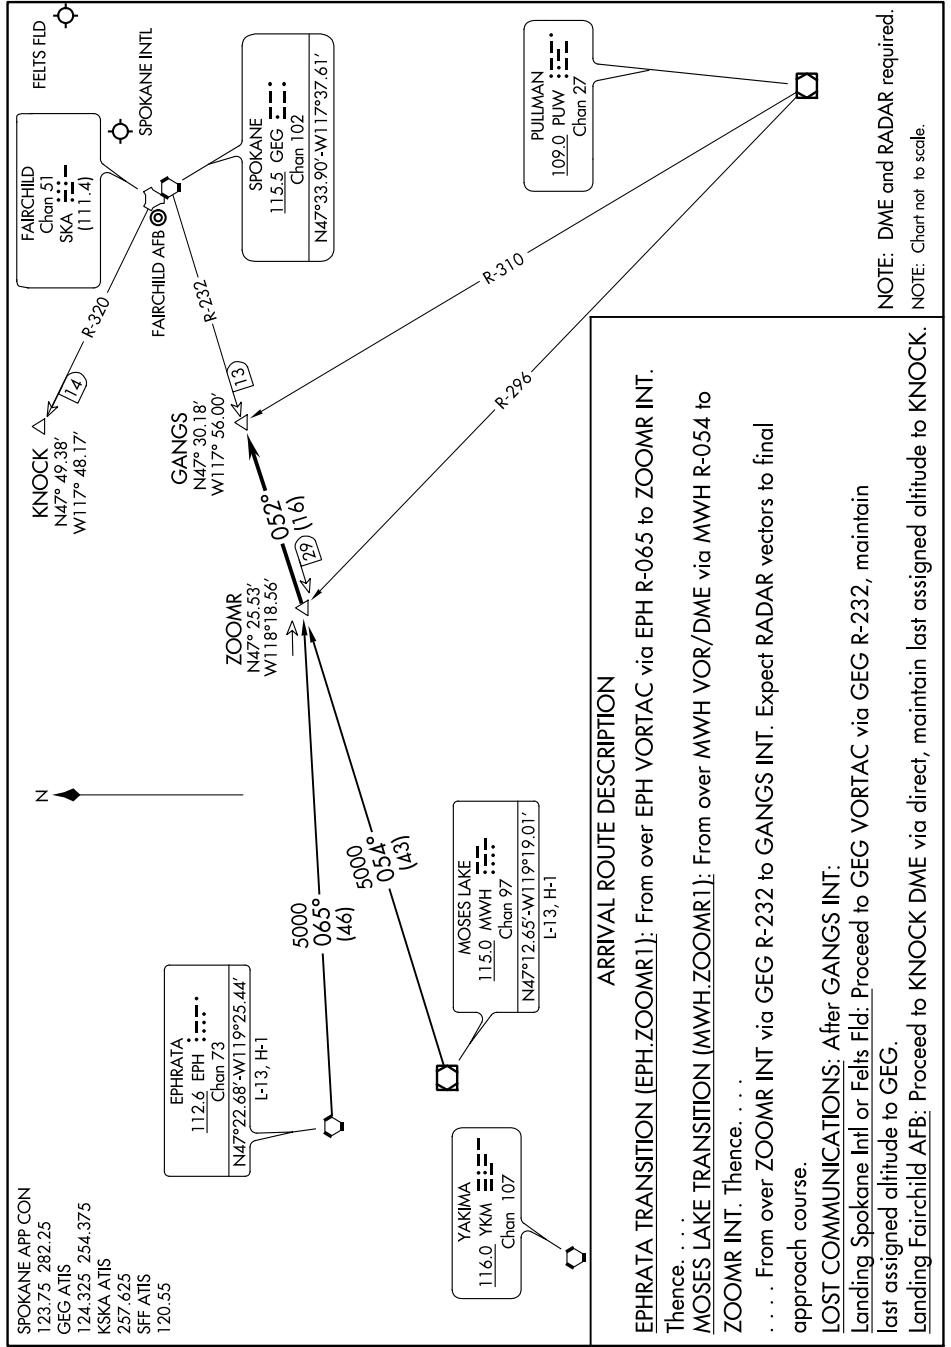 SPOKANE APP CON
123.75 282.25
GEG ATIS
124.325 254.375
KSKA ATIS
257.625
SFF ATIS
120.55
EPHRATA
112.6 EPH
Chan 73
N47°22.68'-W119°25.44'
L-13, H-1
YAKIMA
116.0 YKM
Chan 107
MOSES LAKE
115.0 MWH
Chan 97
N47°12.65'-W119°19.01'
L-13, H-1
5000
065°
(46)
5000
054°
(43)
N
ZOOMR
N47° 25.53'
W118°18.56'
29
052°
(16)
GANGS
N47° 30.18'
W117° 56.00'
13
R-232
KNOCK
N47° 49.38'
W117° 48.17'
14
R-320
FAIRCHILD AFB
FAIRCHILD
Chan 51
SKA
(111.4)
SPOKANE
115.5 GEG
Chan 102
N47°33.90'-W117°37.61'
FELTS FLD
SPOKANE INTL
R-310
R-296
PULLMAN
109.0 PUW
Chan 27
NOTE: DME and RADAR required.
NOTE: Chart not to scale.
ARRIVAL ROUTE DESCRIPTION
EPHRATA TRANSITION (EPH.ZOOMR1): From over EPH VORTAC via EPH R-065 to ZOOMR INT.
Thence. . . .
MOSES LAKE TRANSITION (MWH.ZOOMR1): From over MWH VOR/DME via MWH R-054 to
ZOOMR INT. Thence. . . .
. . . . From over ZOOMR INT via GEG R-232 to GANGS INT. Expect RADAR vectors to final
approach course.
LOST COMMUNICATIONS: After GANGS INT:
Landing Spokane Intl or Felts Fld: Proceed to GEG VORTAC via GEG R-232, maintain
last assigned altitude to GEG.
Landing Fairchild AFB: Proceed to KNOCK DME via direct, maintain last assigned altitude to KNOCK.